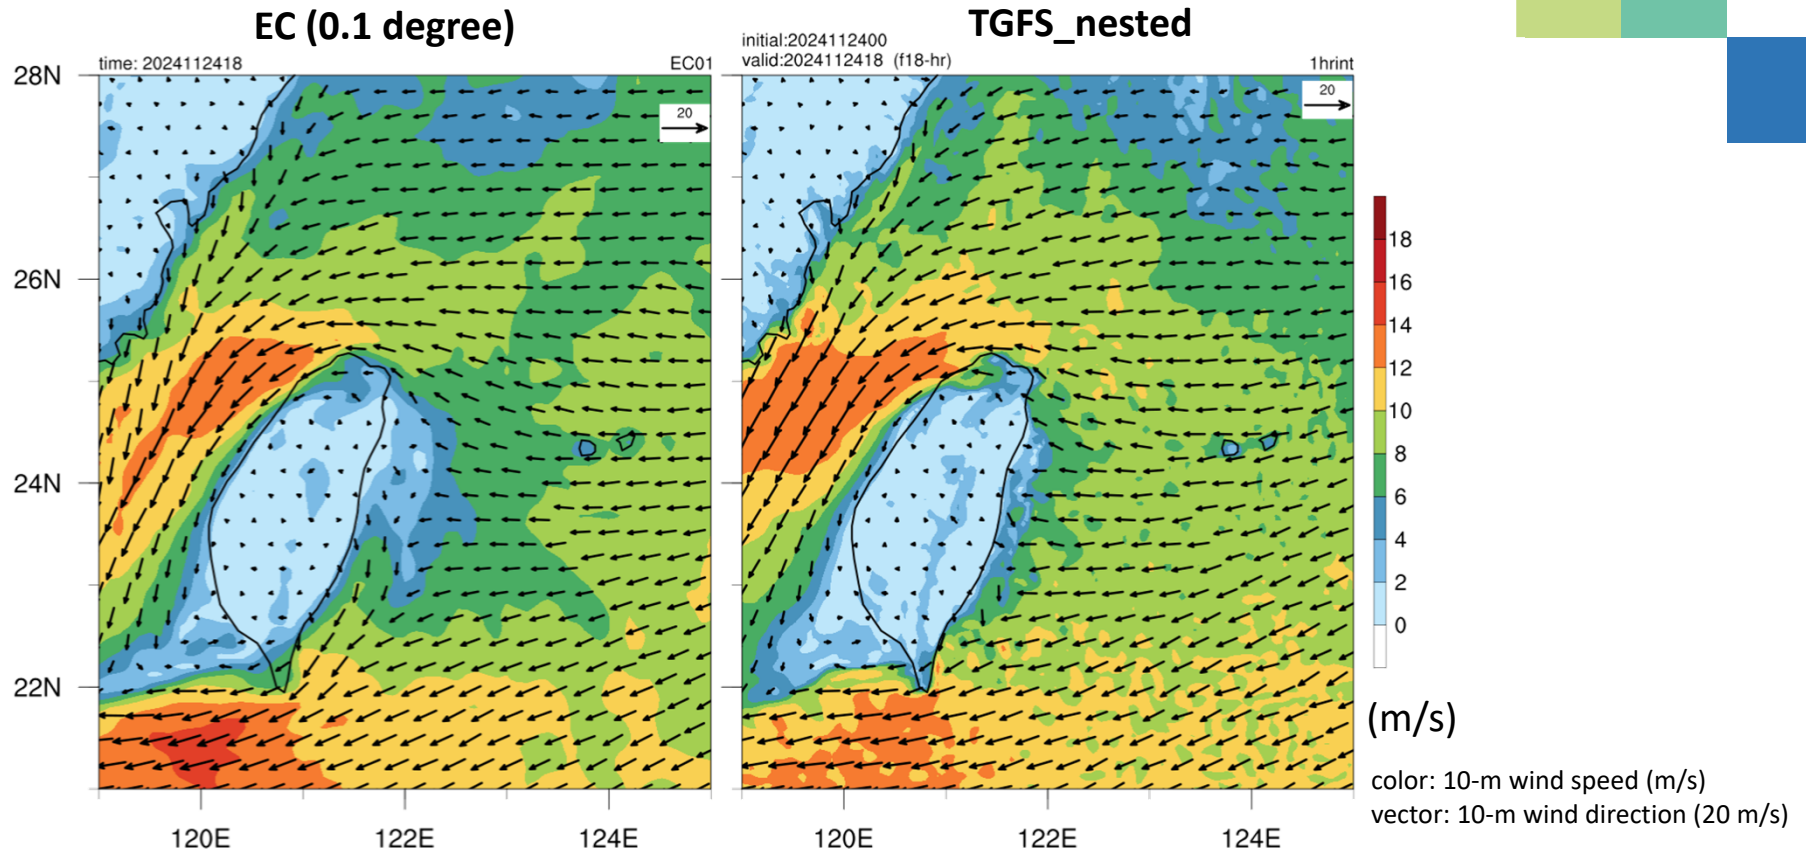 EC (0.1 degree)
TGFS_nested
time: 2024112418
EC01
initial:2024112400
valid:2024112418 (f18-hr)
1hrint
28N
26N
24N
22N
20
20
120E
122E
124E
120E
122E
124E
18
16
14
12
10
8
6
4
2
0
(m/s)
color: 10-m wind speed (m/s)
vector: 10-m wind direction (20 m/s)